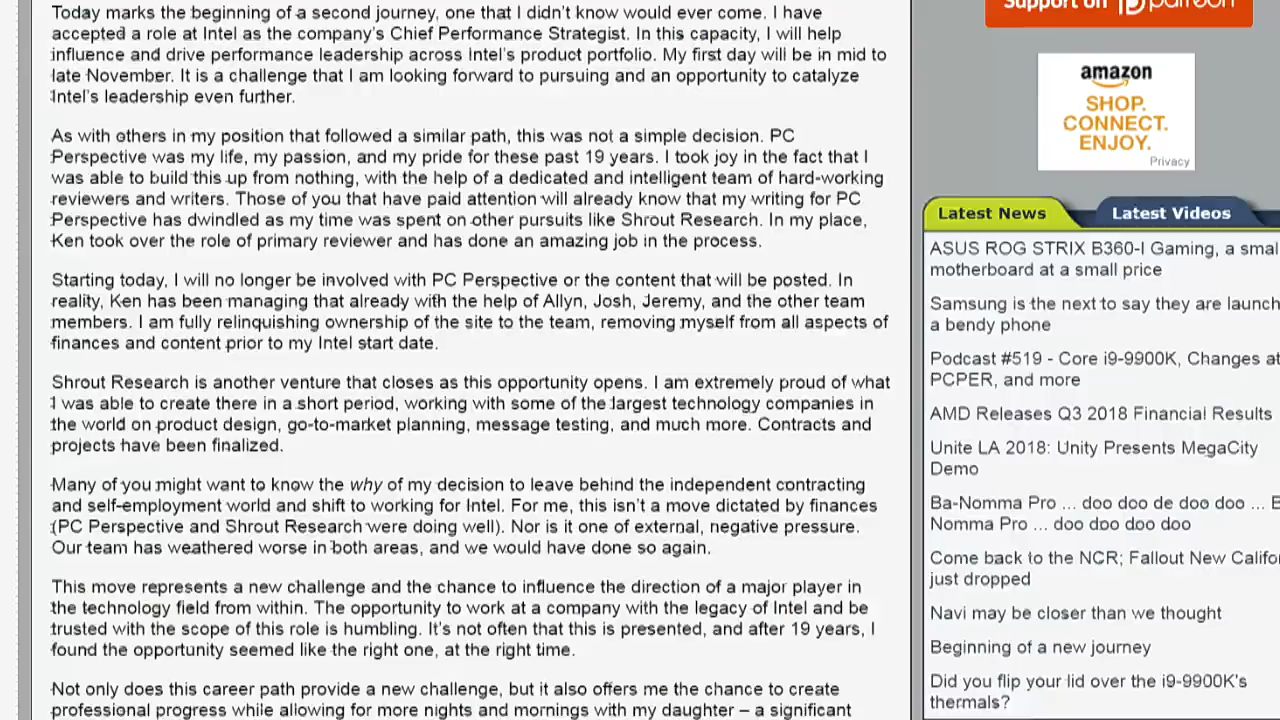 Today marks the beginning of a second journey, one that I didn't know would ever come. I have
accepted a role at Intel as the company's Chief Performance Strategist. In this capacity, I will help
influence and drive performance leadership across Intel's product portfolio. My first day will be in mid to
late November. It is a challenge that I am looking forward to pursuing and an opportunity to catalyze
Intel's leadership even further.
As with others in my position that followed a similar path, this was not a simple decision. PC
Perspective was my life, my passion, and my pride for these past 19 years. I took joy in the fact that I
was able to build this up from nothing, with the help of a dedicated and intelligent team of hard-working
reviewers and writers. Those of you that have paid attention will already know that my writing for PC
Perspective has dwindled as my time was spent on other pursuits like Shrout Research. In my place,
Ken took over the role of primary reviewer and has done an amazing job in the process.
Starting today, I will no longer be involved with PC Perspective or the content that will be posted. In
reality, Ken has been managing that already with the help of Allyn, Josh, Jeremy, and the other team
members. I am fully relinquishing ownership of the site to the team, removing myself from all aspects of
finances and content prior to my Intel start date.
Shrout Research is another venture that closes as this opportunity opens. I am extremely proud of what
I was able to create there in a short period, working with some of the largest technology companies in
the world on product design, go-to-market planning, message testing, and much more. Contracts and
projects have been finalized.
Many of you might want to know the why of my decision to leave behind the independent contracting
and self-employment world and shift to working for Intel. For me, this isn't a move dictated by finances
(PC Perspective and Shrout Research were doing well). Nor is it one of external, negative pressure.
Our team has weathered worse in both areas, and we would have done so again.
This move represents a new challenge and the chance to influence the direction of a major player in
the technology field from within. The opportunity to work at a company with the legacy of Intel and be
trusted with the scope of this role is humbling. It's not often that this is presented, and after 19 years, I
found the opportunity seemed like the right one, at the right time.
Not only does this career path provide a new challenge, but it also offers me the chance to create
professional progress while allowing for more nights and mornings with my daughter – a significant
Support on patreon
amazon
SHOP.
CONNECT.
ENJOY.
Privacy
Latest News Latest Videos
ASUS ROG STRIX B360-I Gaming, a smal
motherboard at a small price
Samsung is the next to say they are launch
a bendy phone
Podcast #519 - Core i9-9900K, Changes at
PCPER, and more
AMD Releases Q3 2018 Financial Results
Unite LA 2018: Unity Presents MegaCity
Demo
Ba-Nomma Pro ... doo doo de doo doo ... B
Nomma Pro ... doo doo doo doo
Come back to the NCR; Fallout New Califo
just dropped
Navi may be closer than we thought
Beginning of a new journey
Did you flip your lid over the i9-9900K's
thermals?